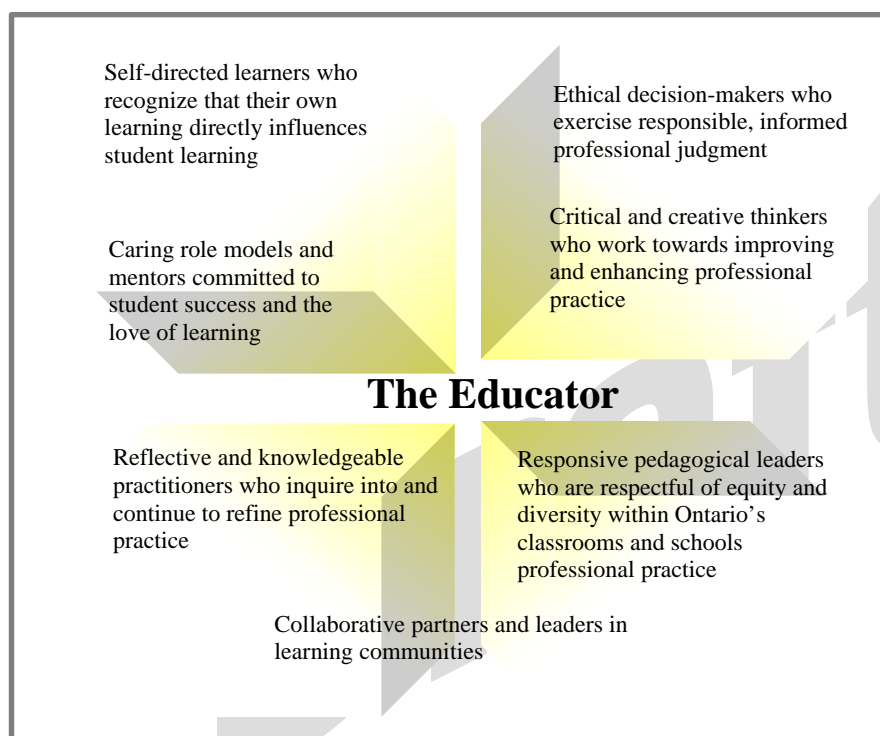 Self-directed learners who
recognize that their own
learning directly influences
student learning
Ethical decision-makers who
exercise responsible, informed
professional judgment
Caring role models and
mentors committed to
student success and the
love of learning
Critical and creative thinkers
who work towards improving
and enhancing professional
practice
The Educator
Reflective and knowledgeable
practitioners who inquire into and
continue to refine professional
practice
Responsive pedagogical leaders
who are respectful of equity and
diversity within Ontario’s
classrooms and schools
professional practice
Collaborative partners and leaders in
learning communities